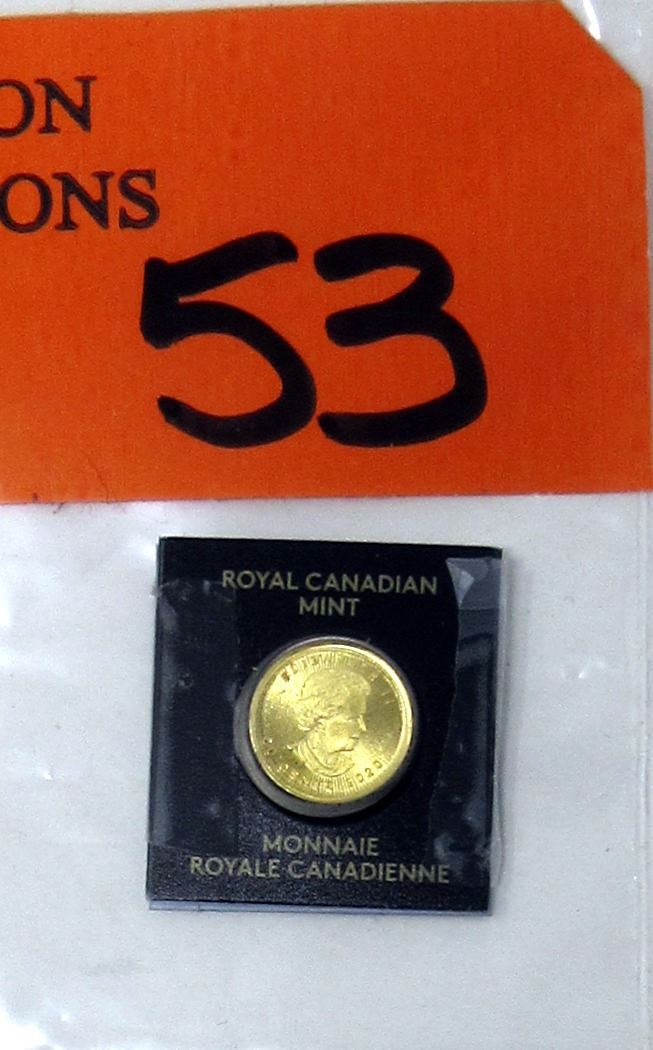 ON
ONS
53
ROYAL CANADIAN
MINT
MONNAIE
ROYALE CANADIENNE